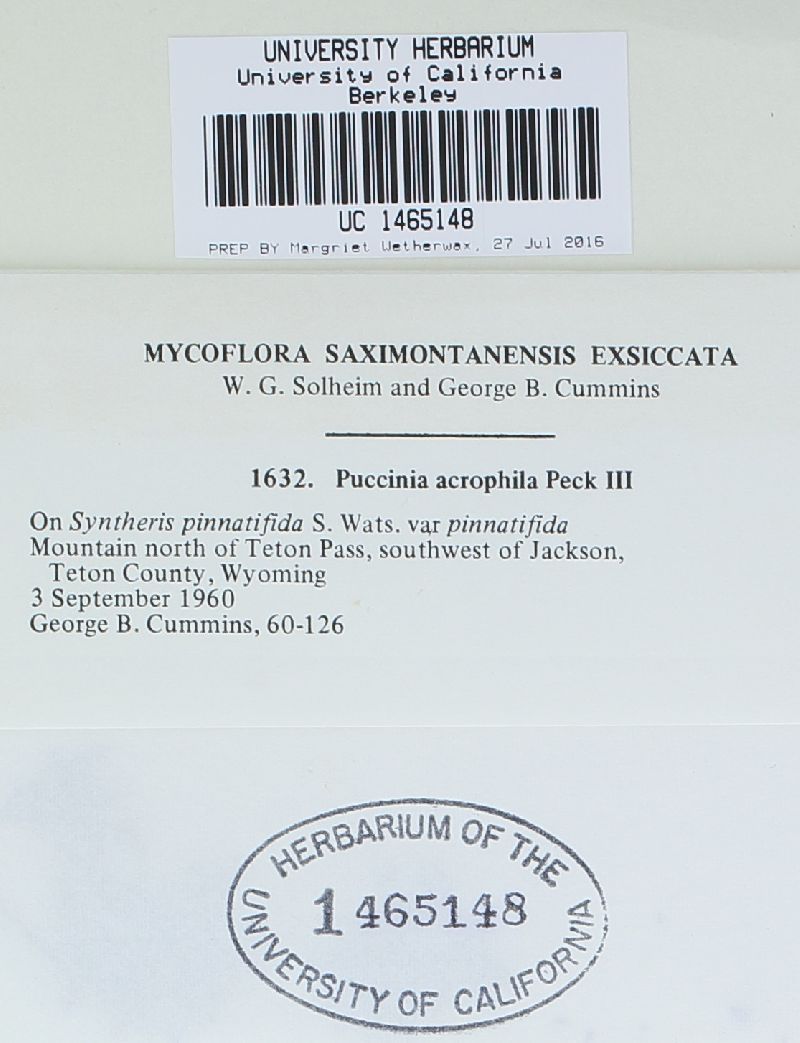 UNIVERSITY HERBARIUM
University of California
Berkeley
UC 1465148
PREP BY Margriet Wetherwax, 27 Jul 2016
MYCOFLORA SAXIMONTANENSIS EXSICCATA
W. G. Solheim and George B. Cummins
1632. Puccinia acrophila Peck III
On Syntheris pinnatifida S. Wats. var pinnatifida
Mountain north of Teton Pass, southwest of Jackson,
Teton County, Wyoming
3 September 1960
George B. Cummins, 60-126
HERBARIUM OF THE
1465148
UNIVERSITY OF CALIFORNIA